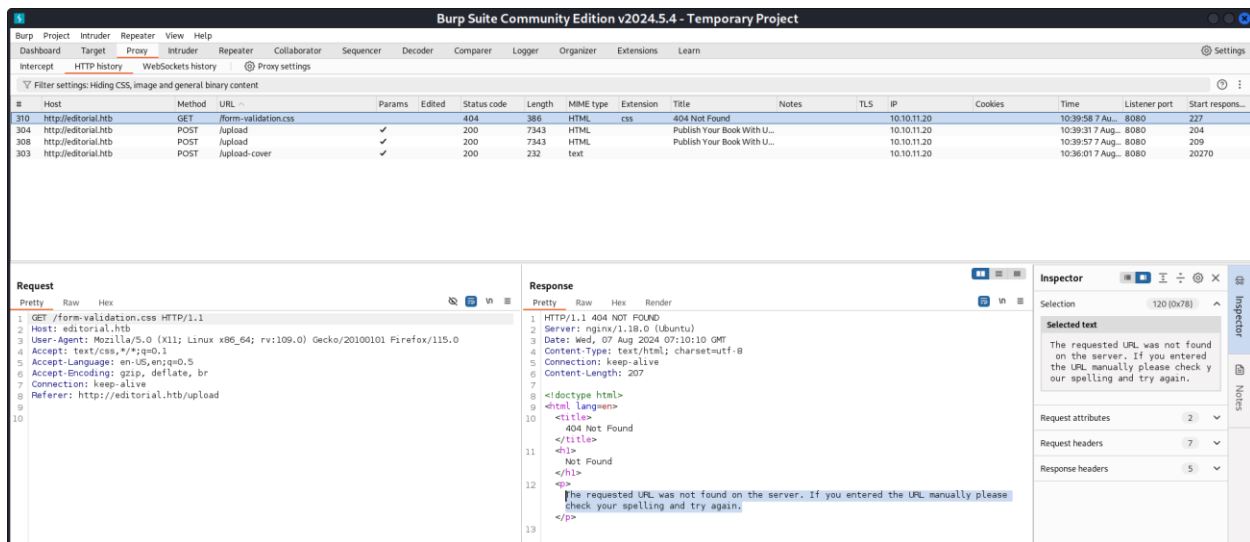 Burp Suite Community Edition v2024.5.4 - Temporary Project
Burp Project Intruder Repeater View Help
Dashboard Target Proxy Intruder Repeater Collaborator Sequencer Decoder Comparer Logger Organizer Extensions Learn Settings
Intercept HTTP history WebSockets history Proxy settings
Filter settings: Hiding CSS, image and general binary content
# Host Method URL Params Edited Status code Length MIME type Extension Title Notes TLS IP Cookies Time Listener port Start respons...
310 http://editorial.htb GET /form-validation.css 404 386 HTML css 404 Not Found 10.10.11.20 10:39:58 7 Au... 8080 227
304 http://editorial.htb POST /upload ✓ 200 7343 HTML Publish Your Book With U... 10.10.11.20 10:39:31 7 Aug... 8080 204
308 http://editorial.htb POST /upload ✓ 200 7343 HTML Publish Your Book With U... 10.10.11.20 10:39:57 7 Aug... 8080 209
303 http://editorial.htb POST /upload-cover ✓ 200 232 text 10.10.11.20 10:36:01 7 Aug... 8080 20270
Request
Pretty Raw Hex
1 GET /form-validation.css HTTP/1.1
2 Host: editorial.htb
3 User-Agent: Mozilla/5.0 (X11; Linux x86_64; rv:109.0) Gecko/20100101 Firefox/115.0
4 Accept: text/css,*/*;q=0.1
5 Accept-Language: en-US,en;q=0.5
6 Accept-Encoding: gzip, deflate, br
7 Connection: keep-alive
8 Referer: http://editorial.htb/upload
9
10
Response
Pretty Raw Hex Render
1 HTTP/1.1 404 NOT FOUND
2 Server: nginx/1.18.0 (Ubuntu)
3 Date: Wed, 07 Aug 2024 07:10:10 GMT
4 Content-Type: text/html; charset=utf-8
5 Connection: keep-alive
6 Content-Length: 207
7
8 <!doctype html>
9 <html lang=en>
10 <title>
404 Not Found
</title>
11 <h1>
Not Found
</h1>
12 <p>
The requested URL was not found on the server. If you entered the URL manually please
check your spelling and try again.
</p>
13
Inspector
Selection 120 (0x78)
Selected text
The requested URL was not found
on the server. If you entered
the URL manually please check y
our spelling and try again.
Request attributes 2
Request headers 7
Response headers 5
Inspector
Notes